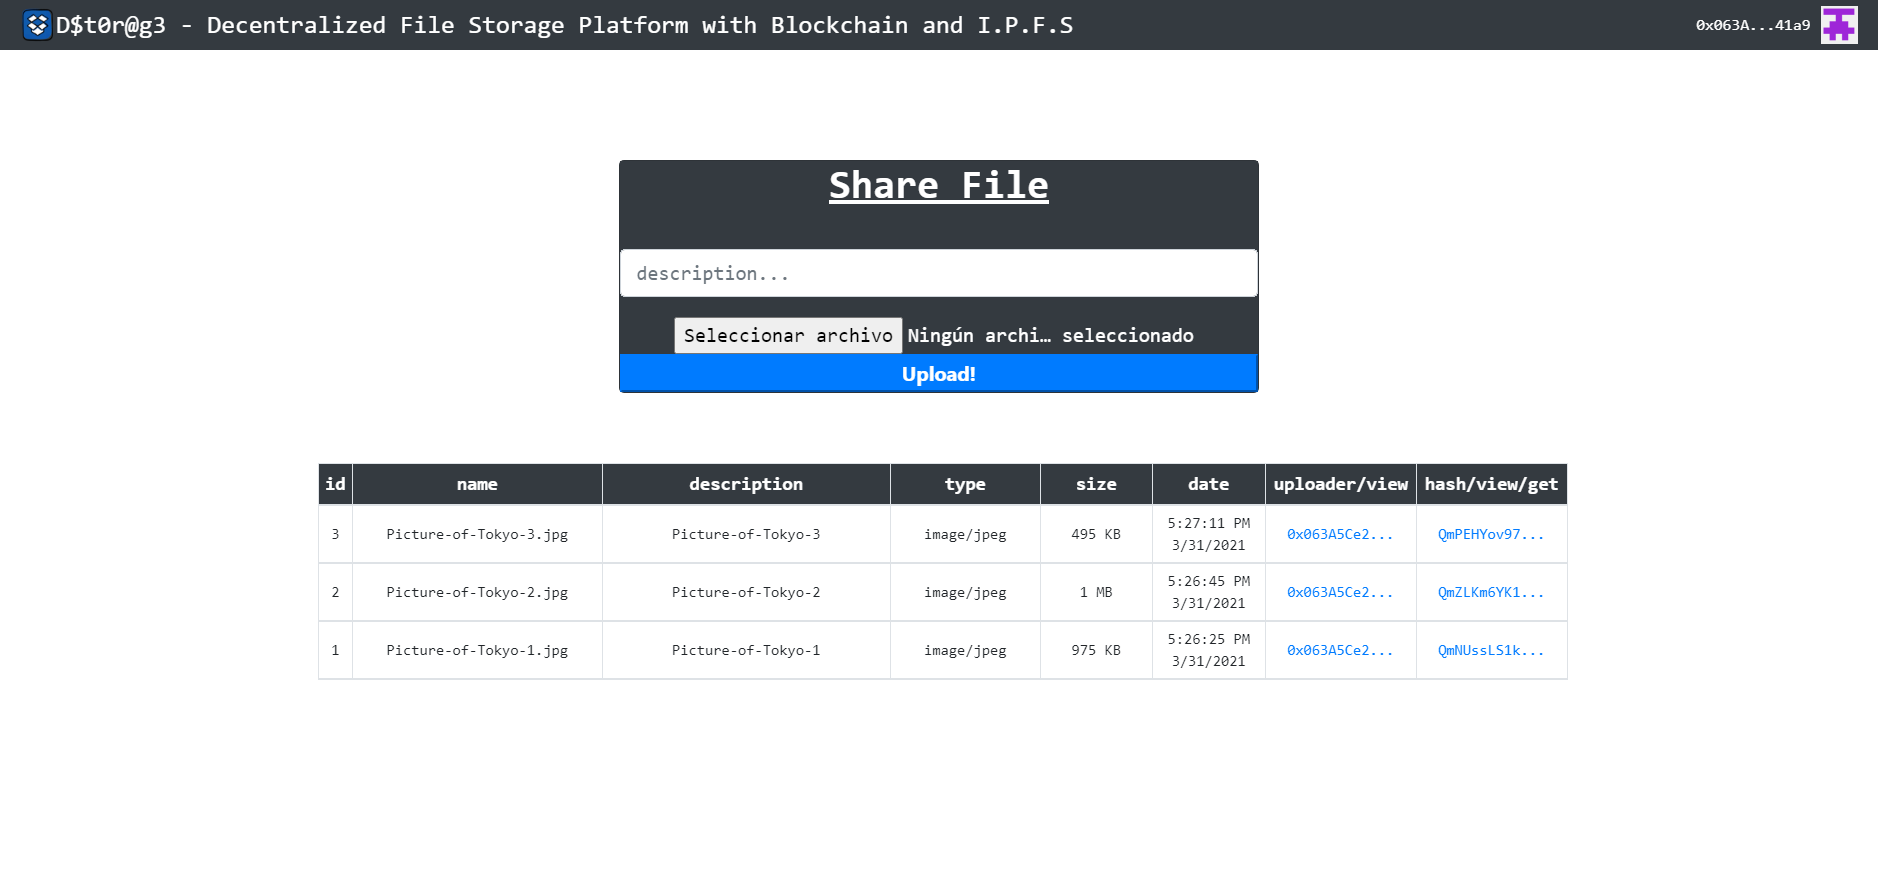 D$t0r@g3 - Decentralized File Storage Platform with Blockchain and I.P.F.S
0x063A...41a9
Share File
description...
Seleccionar archivo Ningún archi… seleccionado
Upload!
id name description type size date uploader/view hash/view/get
3 Picture-of-Tokyo-3.jpg Picture-of-Tokyo-3 image/jpeg 495 KB 5:27:11 PM 3/31/2021 0x063A5Ce2... QmPEHYov97...
2 Picture-of-Tokyo-2.jpg Picture-of-Tokyo-2 image/jpeg 1 MB 5:26:45 PM 3/31/2021 0x063A5Ce2... QmZLKm6YK1...
1 Picture-of-Tokyo-1.jpg Picture-of-Tokyo-1 image/jpeg 975 KB 5:26:25 PM 3/31/2021 0x063A5Ce2... QmNUssLS1k...